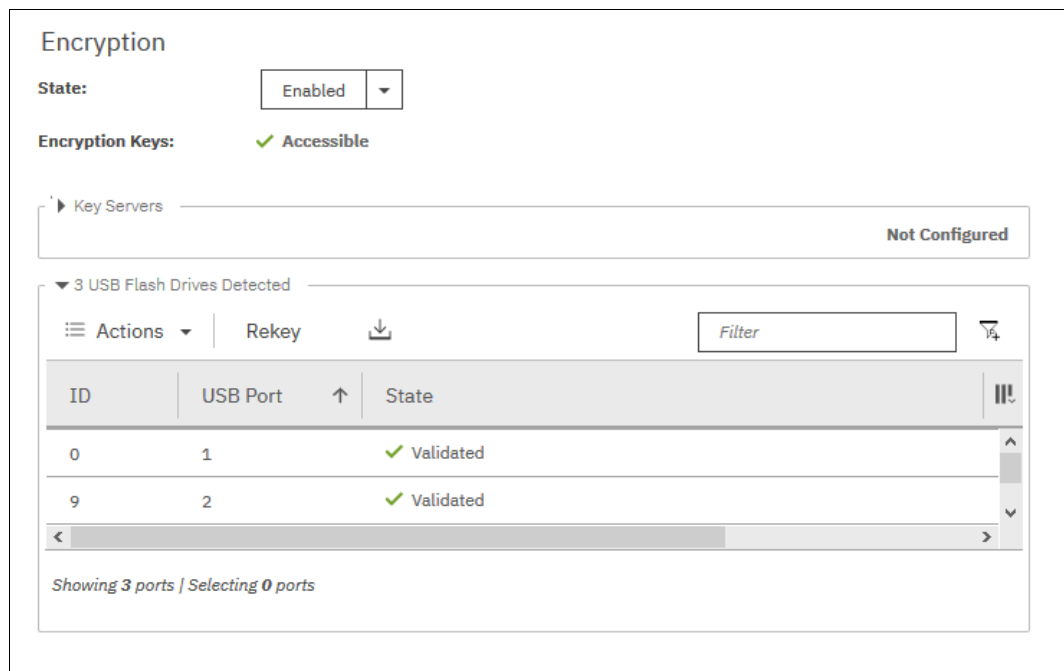 Encryption
State: Enabled
Encryption Keys: Accessible
Key Servers
Not Configured
3 USB Flash Drives Detected
Actions Rekey Filter
ID USB Port State
0 1 Validated
9 2 Validated
Showing 3 ports | Selecting 0 ports